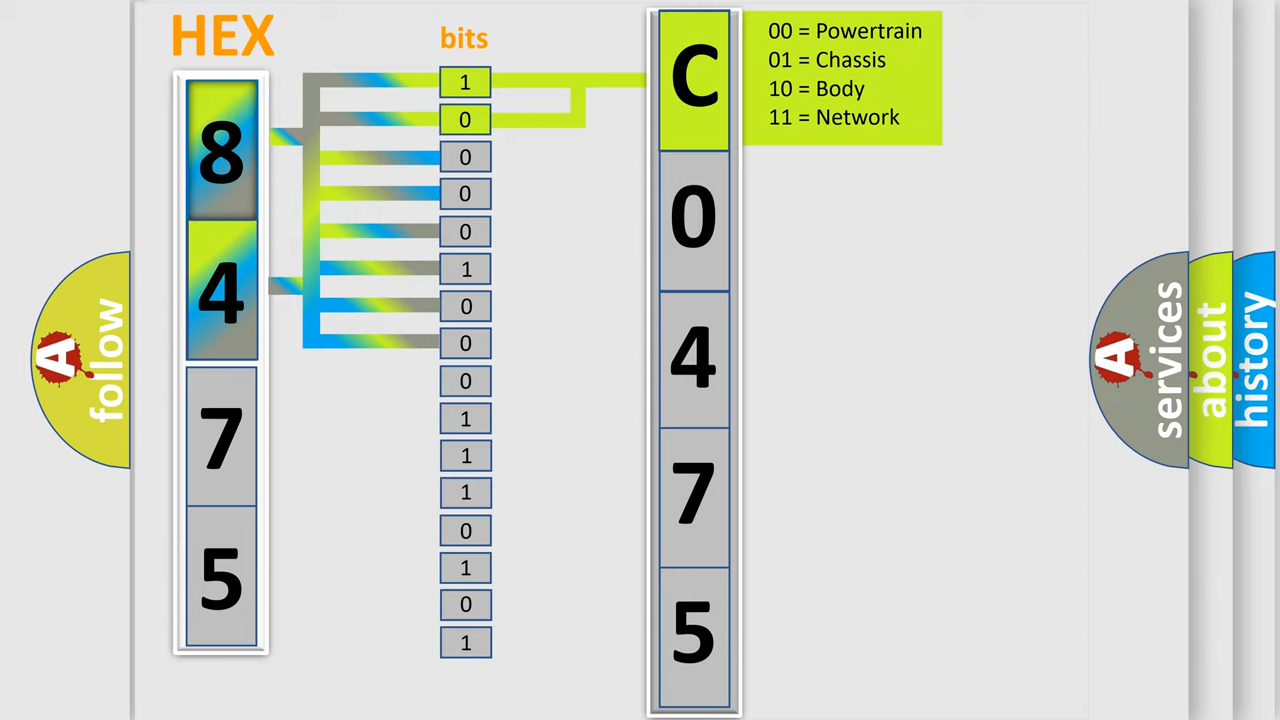 HEX
bits
8
4
7
5
1
0
0
0
0
1
0
0
0
1
1
1
0
1
0
1
C
0
4
7
5
00 = Powertrain
01 = Chassis
10 = Body
11 = Network
A
follow
A
services
about
history